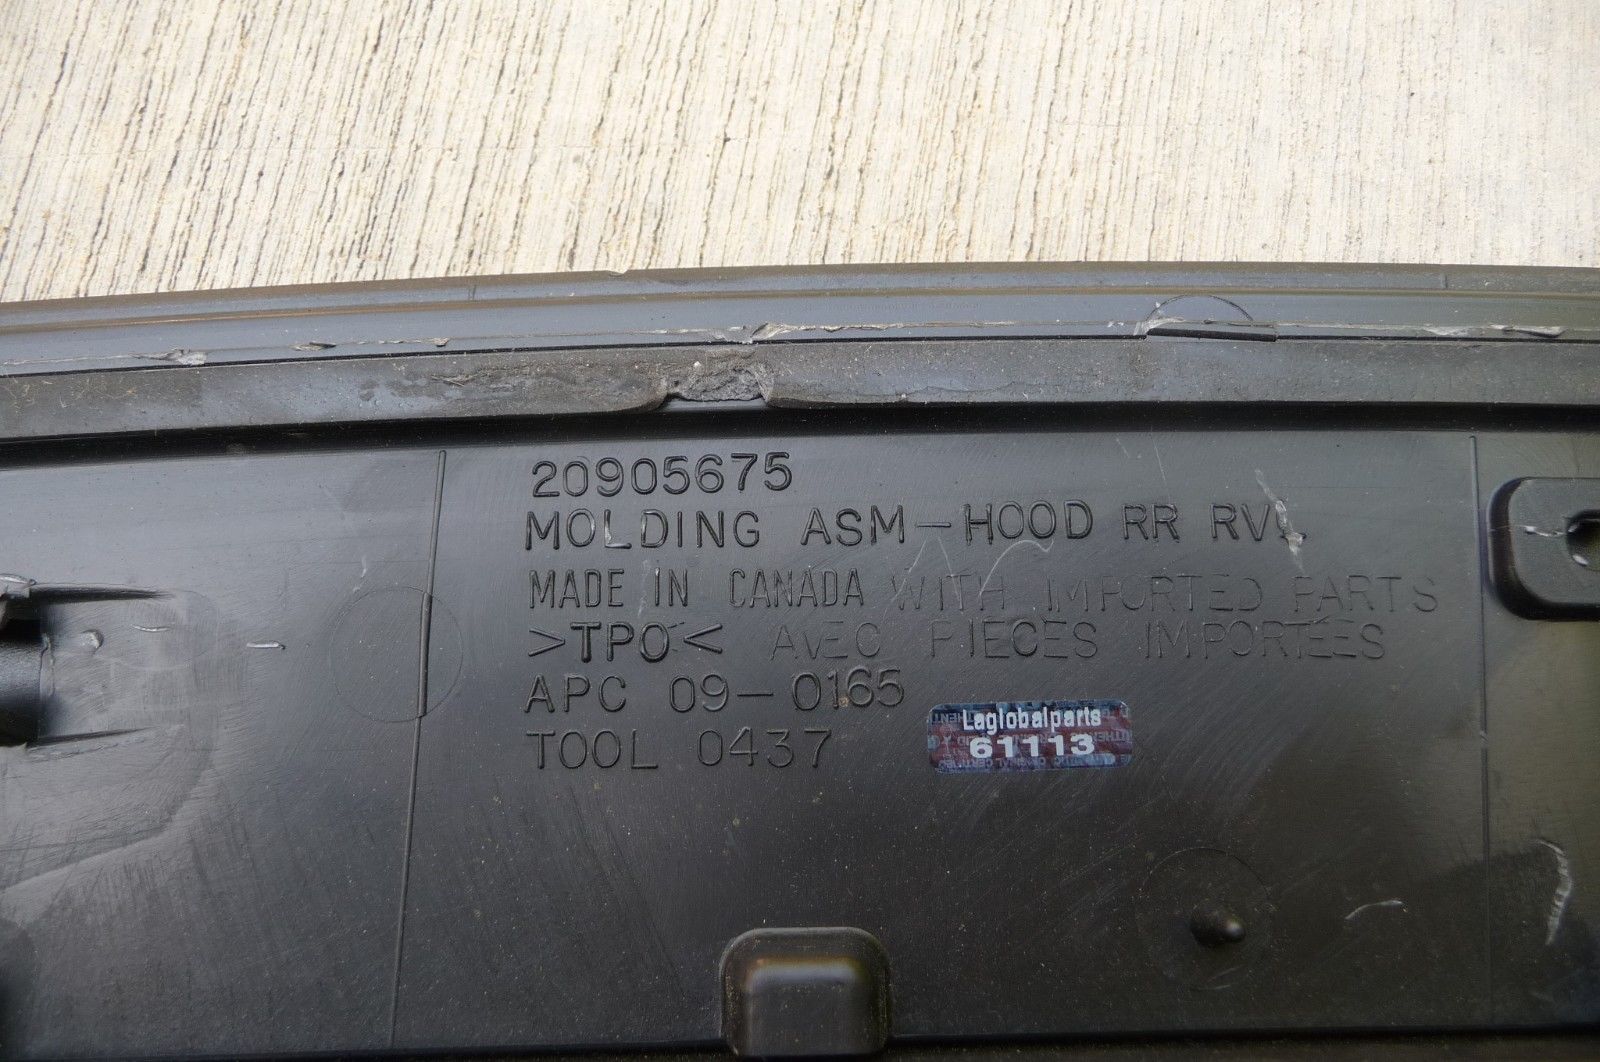 20905675
MOLDING ASM-HOOD RR RVL
MADE IN CANADA WITH IMPORTED PARTS
>TPO< AVEC PIECES IMPORTEES
APC 09-0165
TOOL 0437
Laglobalparts
61113